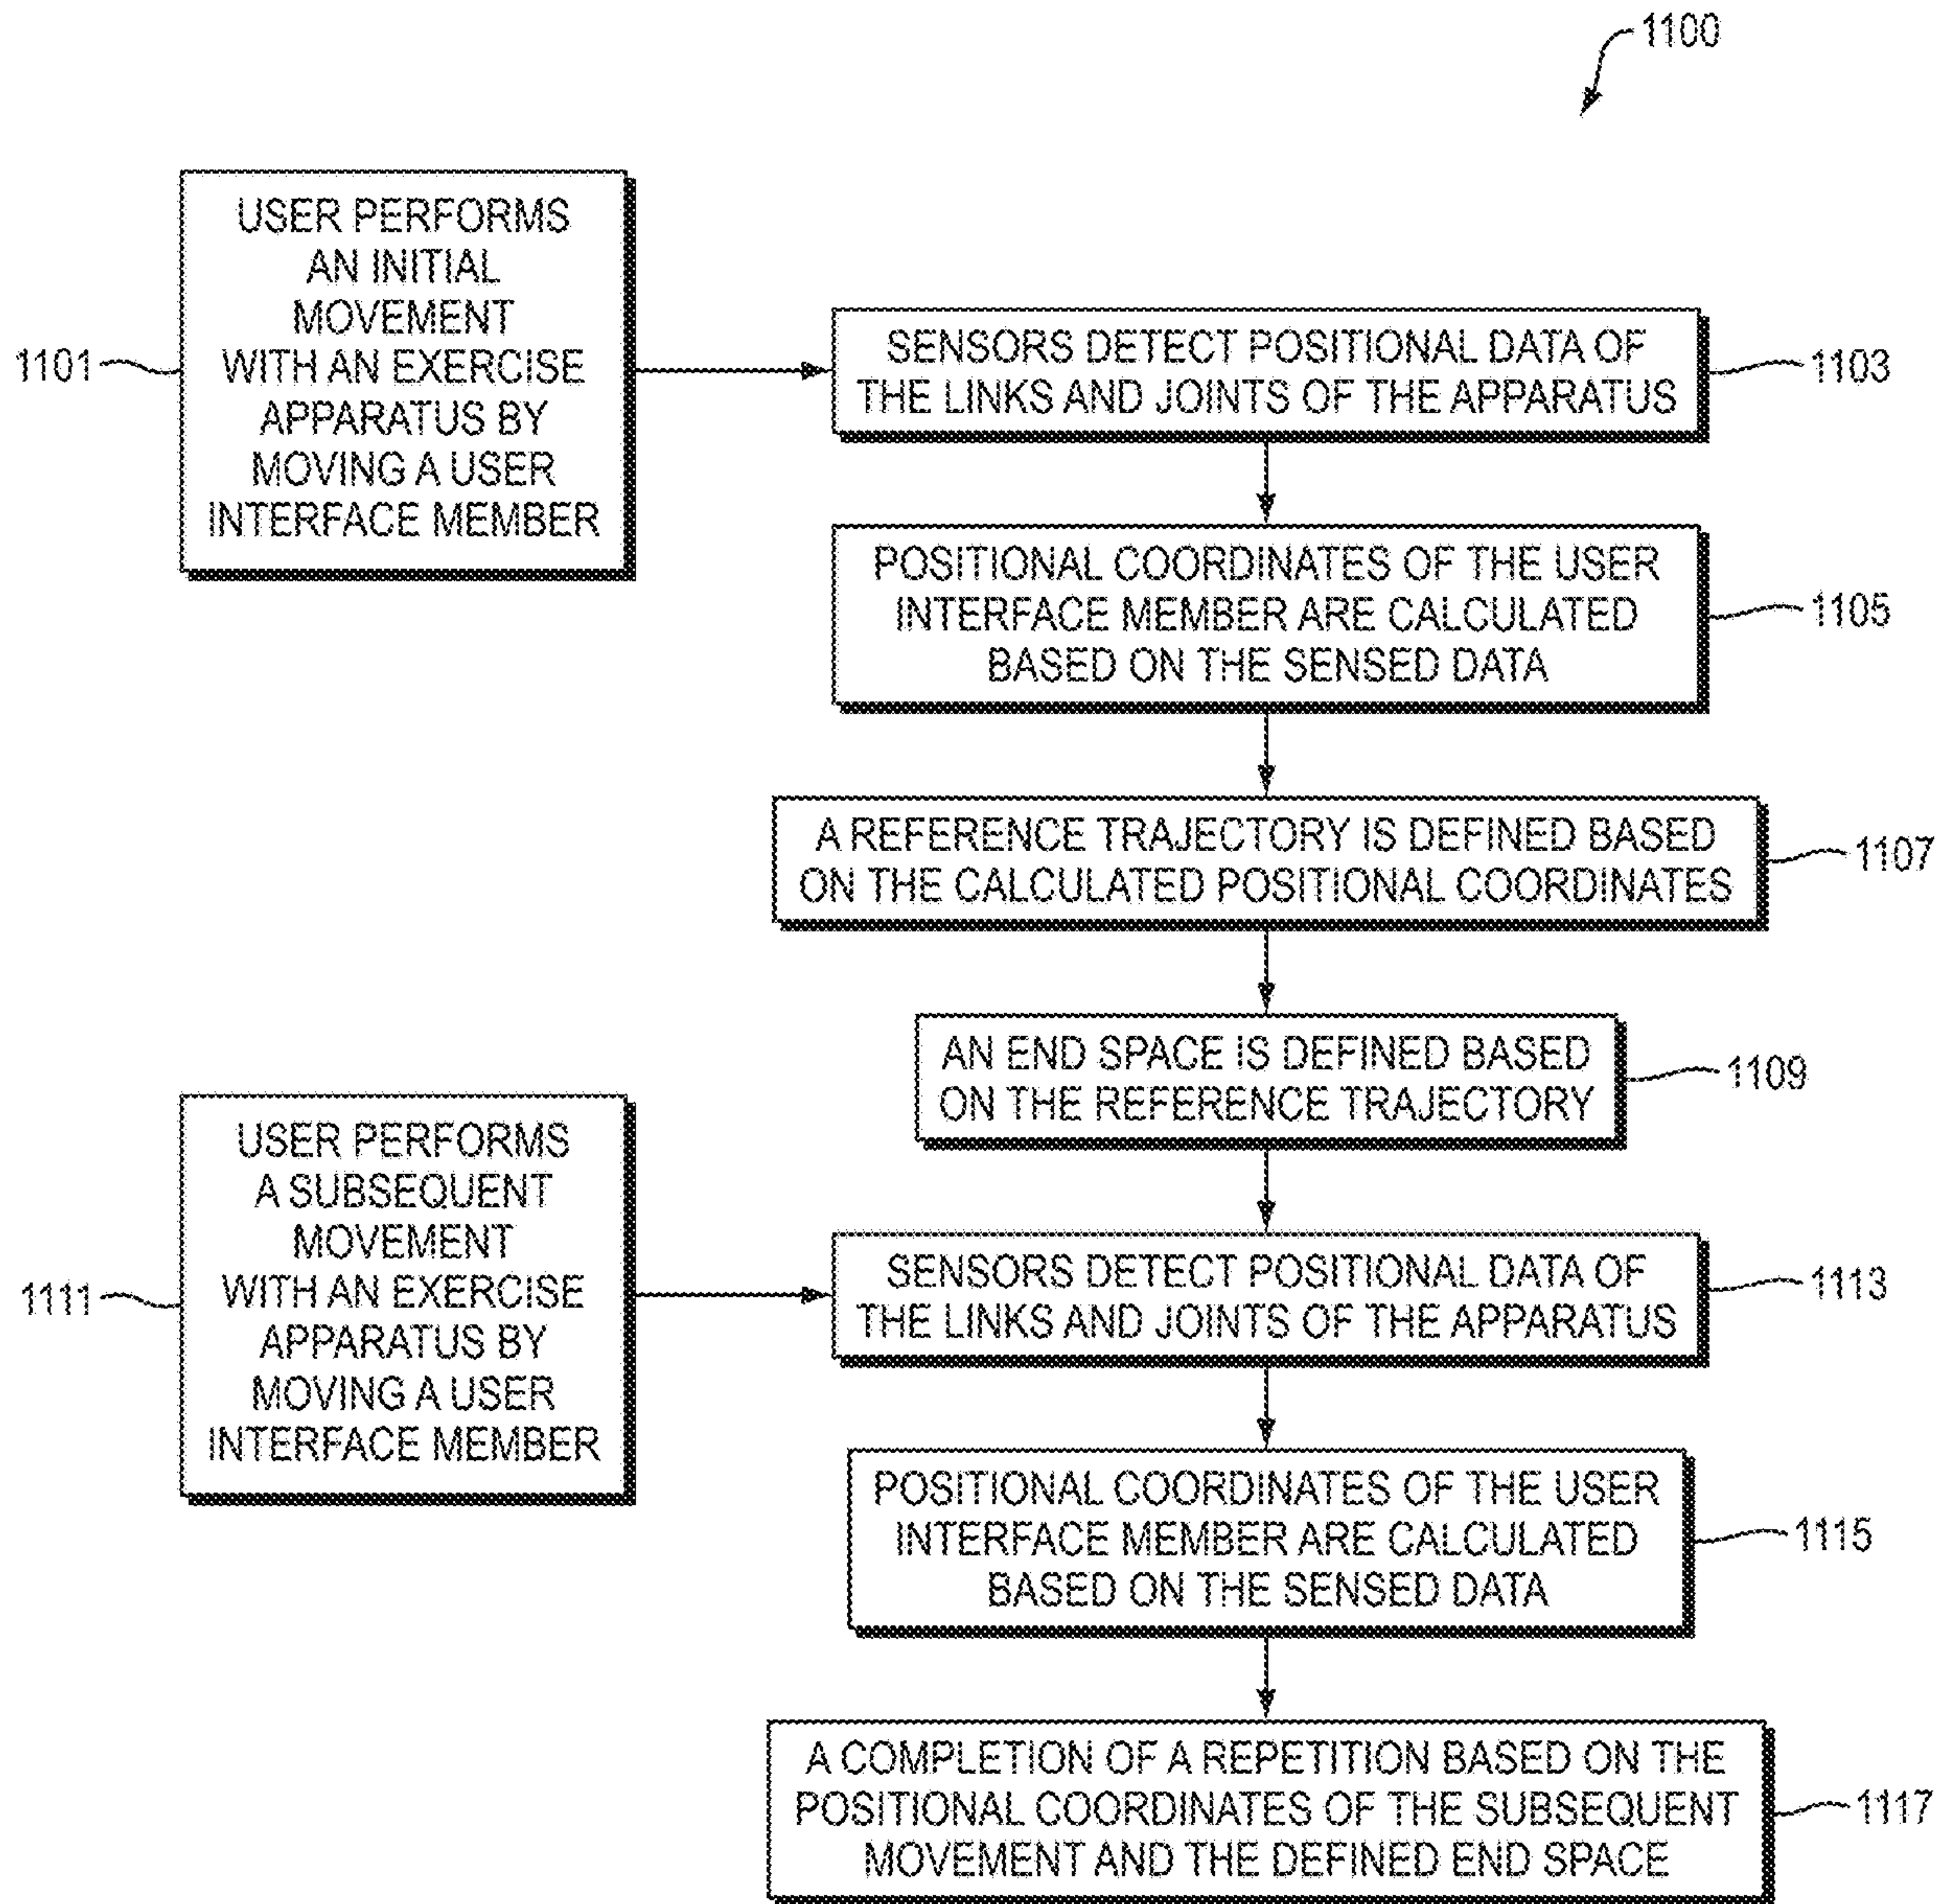 1100
USER PERFORMS
AN INITIAL
MOVEMENT
WITH AN EXERCISE
APPARATUS BY
MOVING A USER
INTERFACE MEMBER
1101
SENSORS DETECT POSITIONAL DATA OF
THE LINKS AND JOINTS OF THE APPARATUS
1103
POSITIONAL COORDINATES OF THE USER
INTERFACE MEMBER ARE CALCULATED
BASED ON THE SENSED DATA
1105
A REFERENCE TRAJECTORY IS DEFINED BASED
ON THE CALCULATED POSITIONAL COORDINATES
1107
AN END SPACE IS DEFINED BASED
ON THE REFERENCE TRAJECTORY
1109
USER PERFORMS
A SUBSEQUENT
MOVEMENT
WITH AN EXERCISE
APPARATUS BY
MOVING A USER
INTERFACE MEMBER
1111
SENSORS DETECT POSITIONAL DATA OF
THE LINKS AND JOINTS OF THE APPARATUS
1113
POSITIONAL COORDINATES OF THE USER
INTERFACE MEMBER ARE CALCULATED
BASED ON THE SENSED DATA
1115
A COMPLETION OF A REPETITION BASED ON THE
POSITIONAL COORDINATES OF THE SUBSEQUENT
MOVEMENT AND THE DEFINED END SPACE
1117